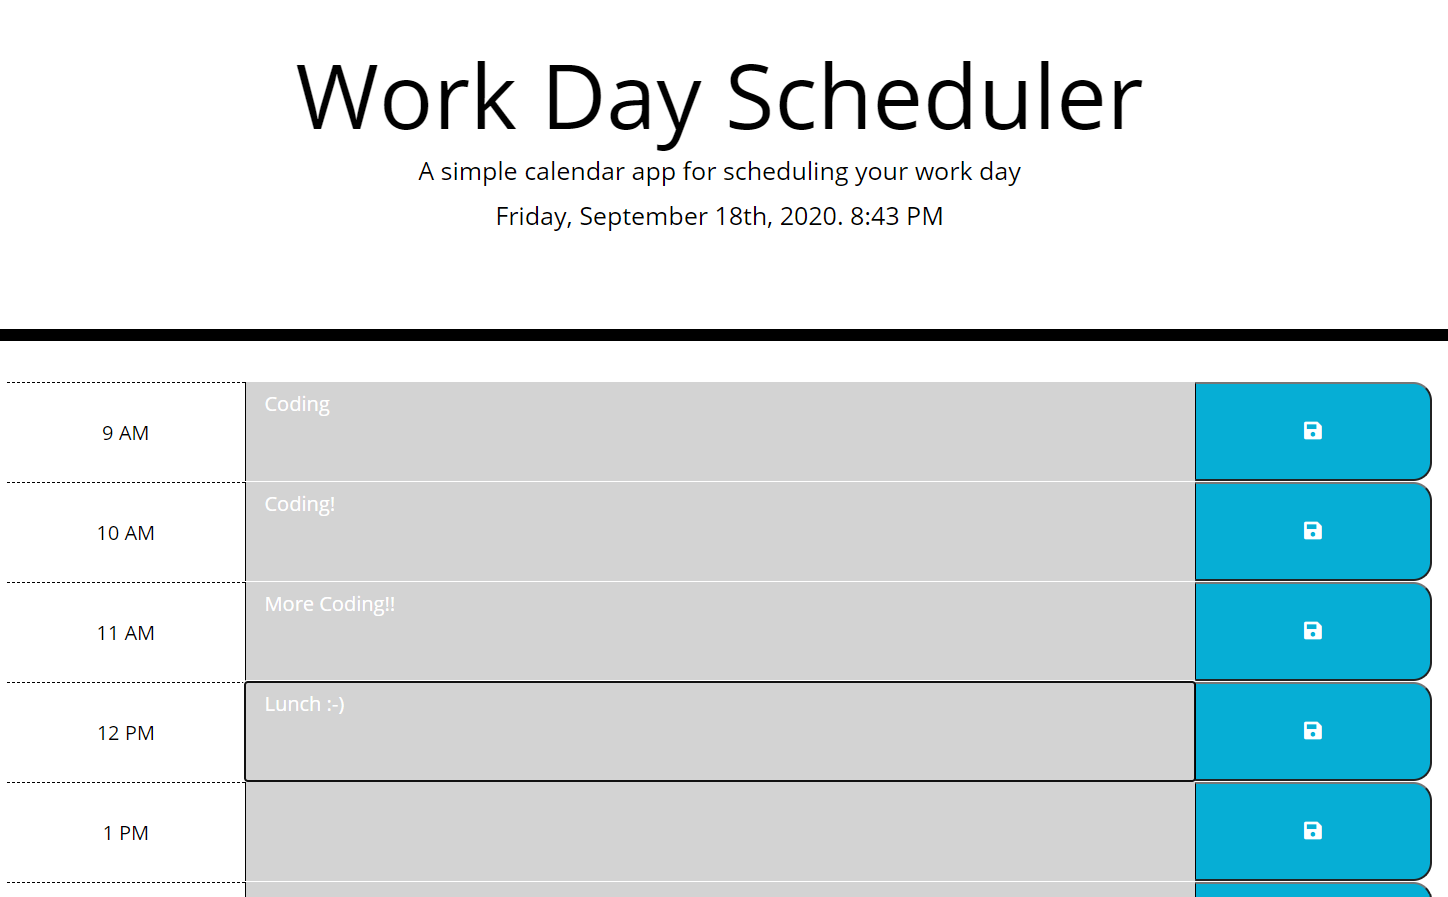 Work Day Scheduler
A simple calendar app for scheduling your work day
Friday, September 18th, 2020. 8:43 PM
9 AM
Coding
10 AM
Coding!
11 AM
More Coding!!
12 PM
Lunch :-)
1 PM